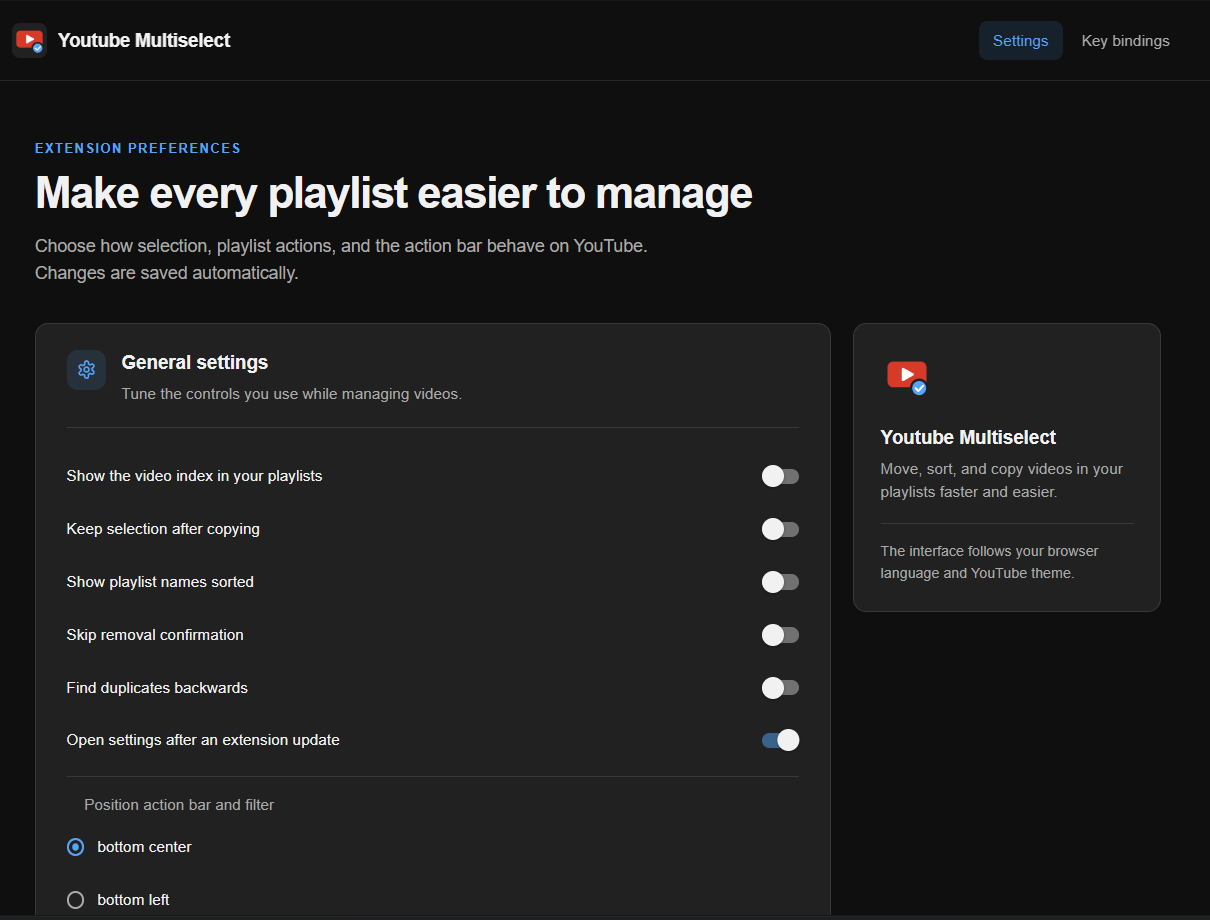 Youtube Multiselect
Settings
Key bindings
EXTENSION PREFERENCES
Make every playlist easier to manage
Choose how selection, playlist actions, and the action bar behave on YouTube.
Changes are saved automatically.
General settings
Tune the controls you use while managing videos.
Show the video index in your playlists
Keep selection after copying
Show playlist names sorted
Skip removal confirmation
Find duplicates backwards
Open settings after an extension update
Position action bar and filter
bottom center
bottom left
Youtube Multiselect
Move, sort, and copy videos in your
playlists faster and easier.
The interface follows your browser
language and YouTube theme.